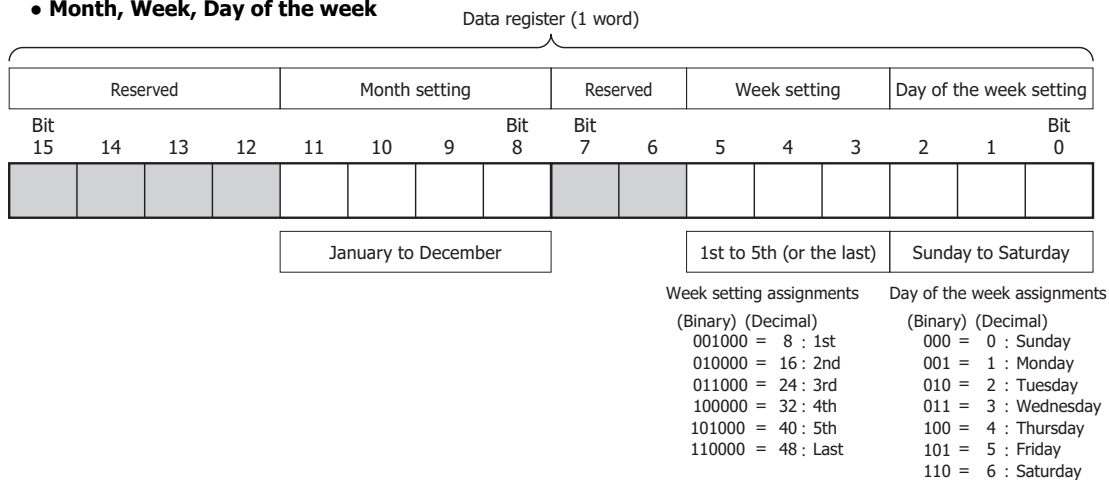 ● Month, Week, Day of the week
Data register (1 word)
Reserved Month setting Reserved Week setting Day of the week setting
Bit Bit Bit Bit
15 14 13 12 11 10 9 8 7 6 5 4 3 2 1 0
January to December 1st to 5th (or the last) Sunday to Saturday
Week setting assignments Day of the week assignments
(Binary) (Decimal) (Binary) (Decimal)
001000 = 8 : 1st 000 = 0 : Sunday
010000 = 16 : 2nd 001 = 1 : Monday
011000 = 24 : 3rd 010 = 2 : Tuesday
100000 = 32 : 4th 011 = 3 : Wednesday
101000 = 40 : 5th 100 = 4 : Thursday
110000 = 48 : Last 101 = 5 : Friday
110 = 6 : Saturday